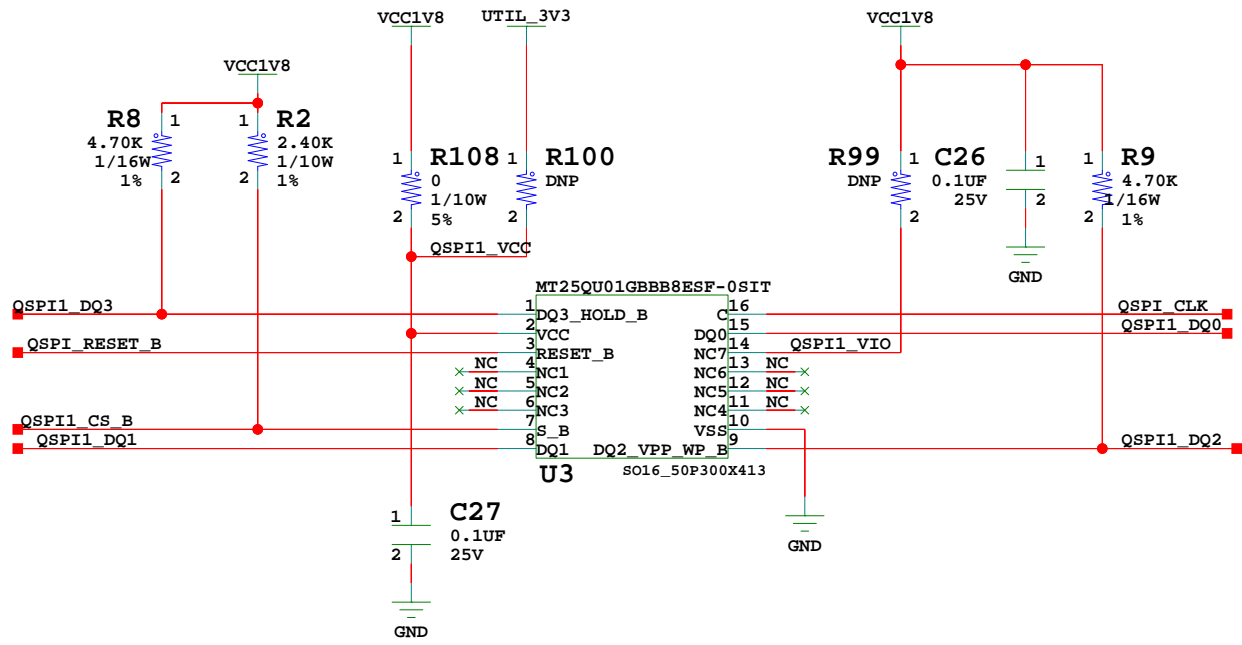 VCC1V8
UTIL_3V3
VCC1V8
VCC1V8
R8
4.70K
1/16W
1%
1
2
R2
2.40K
1/10W
1%
1
2
R108
0
1/10W
5%
1
2
R100
DNP
1
2
R99
DNP
1
2
C26
0.1UF
25V
1
2
GND
R9
4.70K
1/16W
1%
1
2
QSPI1_VCC
MT25QU01GBBB8ESF-0SIT
QSPI1_DQ3
1
DQ3_HOLD_B
2
VCC
QSPI_RESET_B
3
RESET_B
NC
4
NC1
NC
5
NC2
NC
6
NC3
QSPI1_CS_B
7
S_B
QSPI1_DQ1
8
DQ1
C
16
QSPI_CLK
DQ0
15
QSPI1_DQ0
NC7
14
QSPI1_VIO
NC6
13
NC
NC5
12
NC
NC4
11
NC
VSS
10
DQ2_VPP_WP_B
9
QSPI1_DQ2
U3
SO16_50P300X413
GND
C27
0.1UF
25V
1
2
GND